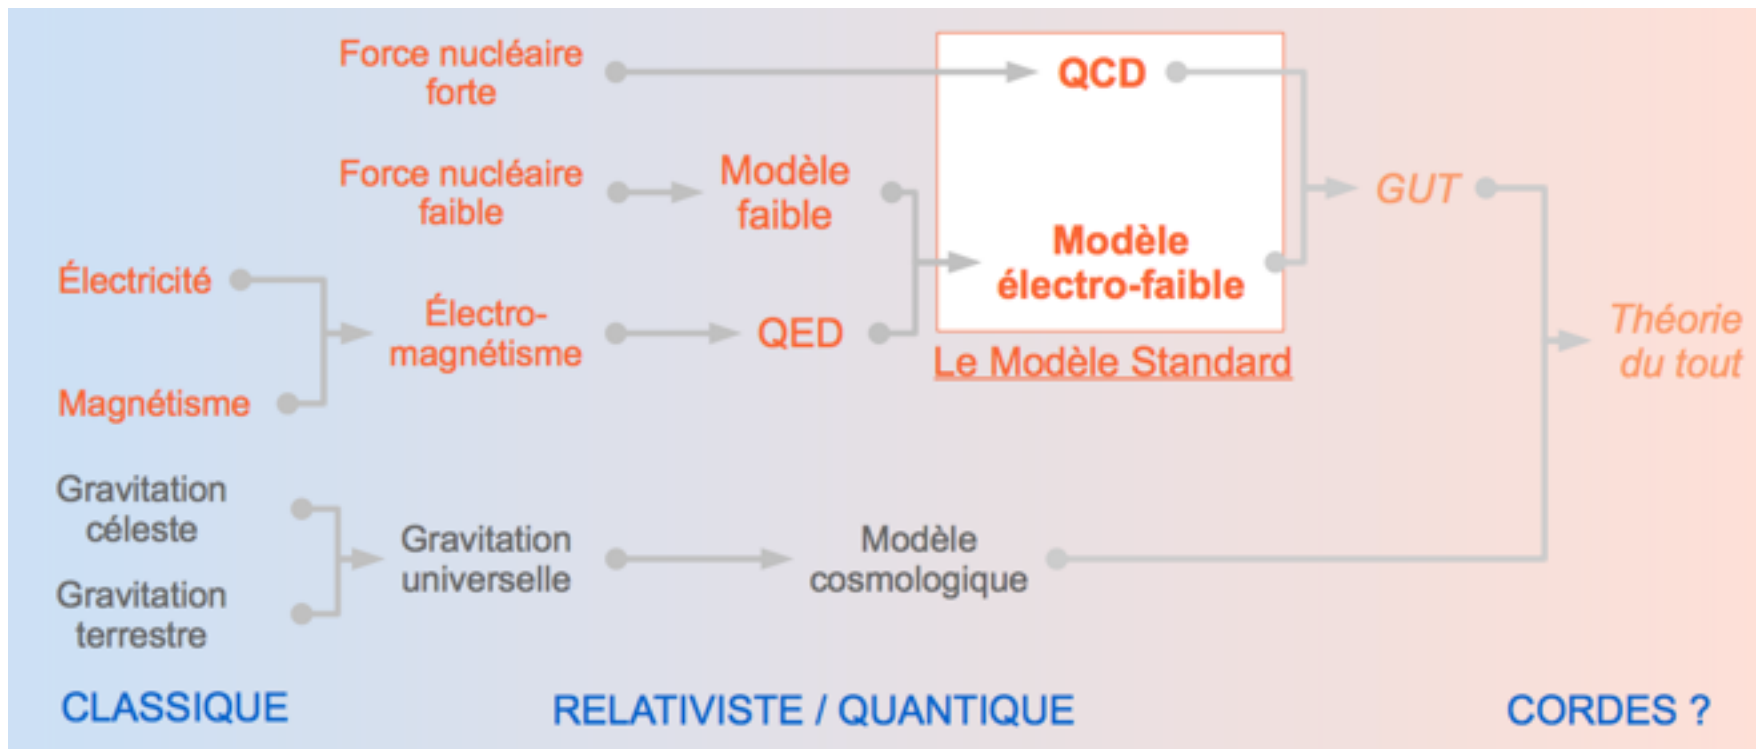 Force nucléaire
forte
QCD
Force nucléaire
faible
Modèle
faible
GUT
Modèle
électro-faible
Électricité
Électro-
magnétisme
QED
Théorie
du tout
Le Modèle Standard
Magnétisme
Gravitation
céleste
Gravitation
universelle
Modèle
cosmologique
Gravitation
terrestre
CLASSIQUE
RELATIVISTE / QUANTIQUE
CORDES ?